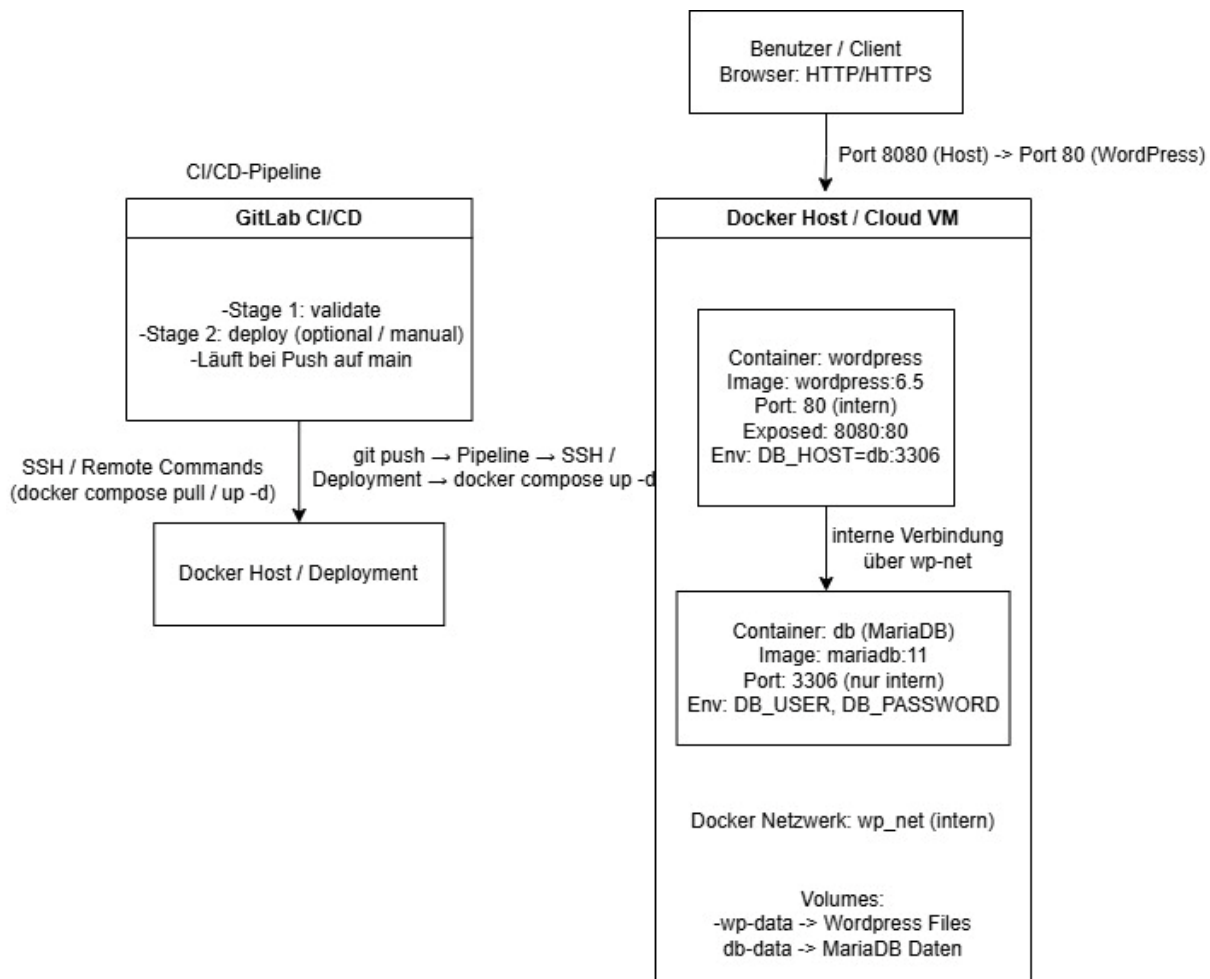 Benutzer / Client
Browser: HTTP/HTTPS
Port 8080 (Host) -> Port 80 (WordPress)
CI/CD-Pipeline
GitLab CI/CD
-Stage 1: validate
-Stage 2: deploy (optional / manual)
-Läuft bei Push auf main
SSH / Remote Commands
(docker compose pull / up -d)
git push → Pipeline → SSH /
Deployment → docker compose up -d
Docker Host / Deployment
Docker Host / Cloud VM
Container: wordpress
Image: wordpress:6.5
Port: 80 (intern)
Exposed: 8080:80
Env: DB_HOST=db:3306
interne Verbindung
über wp-net
Container: db (MariaDB)
Image: mariadb:11
Port: 3306 (nur intern)
Env: DB_USER, DB_PASSWORD
Docker Netzwerk: wp_net (intern)
Volumes:
-wp-data -> Wordpress Files
db-data -> MariaDB Daten